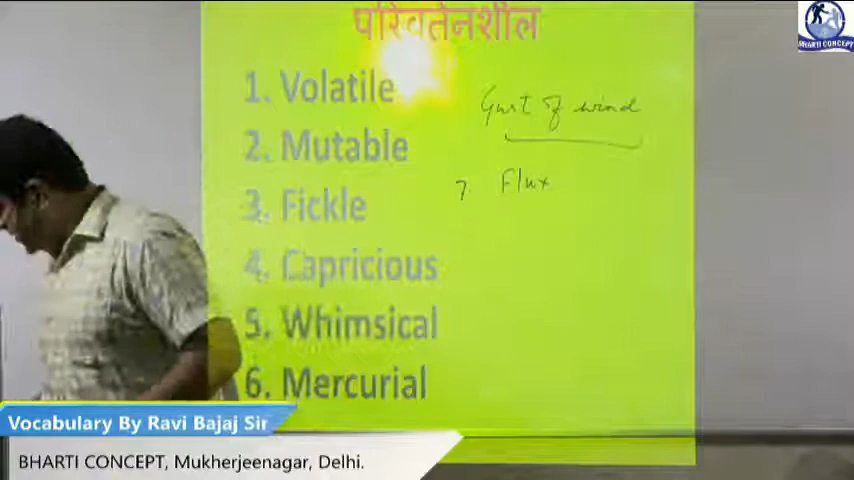 परिवर्तनशील
1. Volatile
2. Mutable
3. Fickle
4. Capricious
5. Whimsical
6. Mercurial
Gust of wind
7 Flux
BHARTI CONCEPT
Vocabulary By Ravi Bajaj Sir
BHARTI CONCEPT, Mukherjeenagar, Delhi.